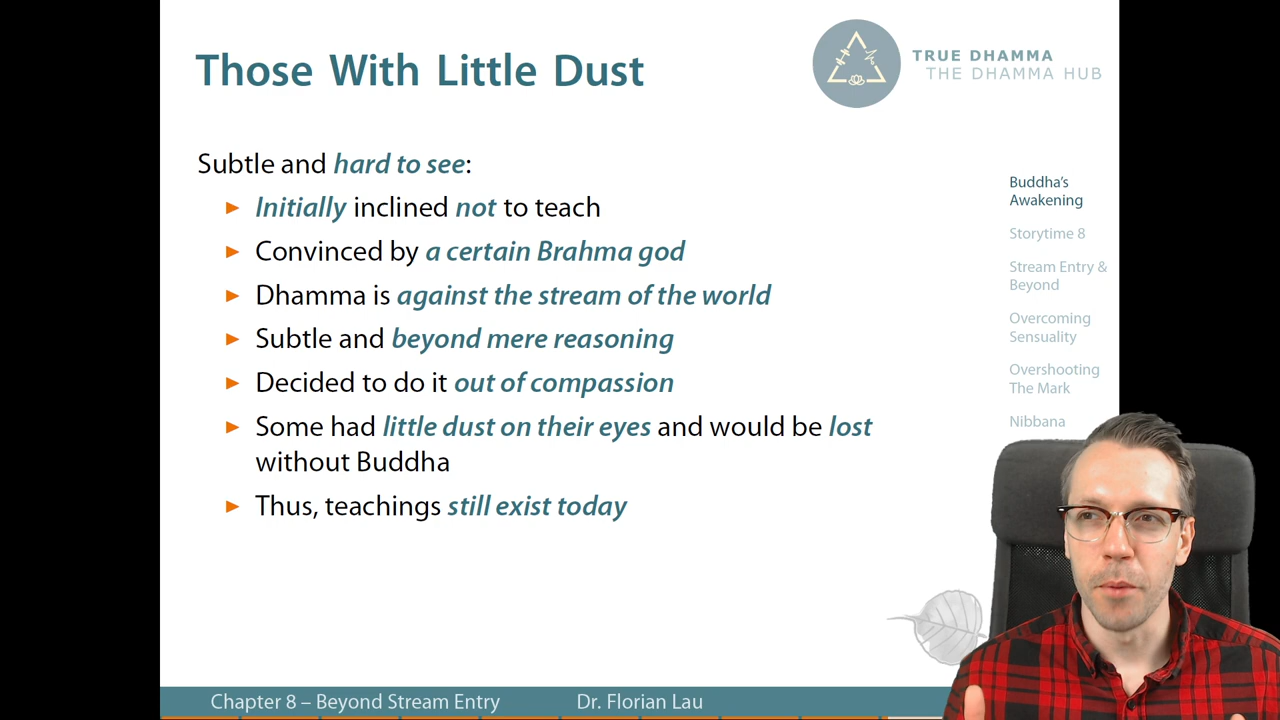 Those With Little Dust
TRUE DHAMMA
THE DHAMMA HUB
Subtle and hard to see:
Initially inclined not to teach
Convinced by a certain Brahma god
Dhamma is against the stream of the world
Subtle and beyond mere reasoning
Decided to do it out of compassion
Some had little dust on their eyes and would be lost
without Buddha
Thus, teachings still exist today
Buddha's
Awakening
Storytime 8
Stream Entry &
Beyond
Overcoming
Sensuality
Overshooting
The Mark
Nibbana
Chapter 8 – Beyond Stream Entry
Dr. Florian Lau